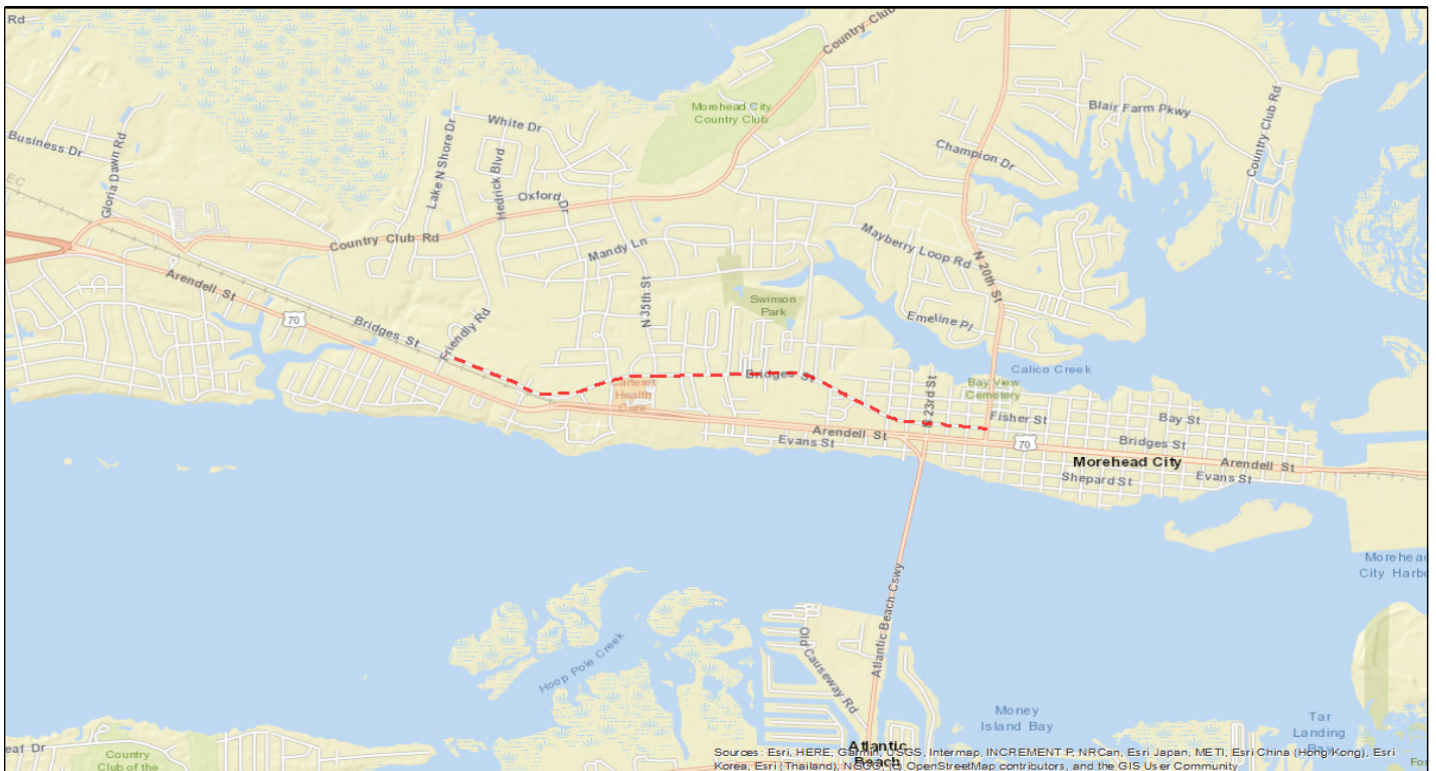 Rd
Country Club
Business Dr
Gloria Dawn Rd
EC
Lake N Shore Dr
White Dr
Hedrick Blvd
Oxford Dr
Morehead City
Country Club
Blair Farm Pkwy
Country Club Rd
Champion Dr
Country Club Rd
Mandy Ln
Mayberry Loop Rd
N 20th St
Arendell St
70
Bridges St
Friendly Rd
N 35th St
Swinson
Park
Emeline Pl
Calico Creek
Carteret
Health
Care
Bridges St
N 23rd St
Bay View
Cemetery
Fisher St
Bay St
Arendell St
Evans St
70
Bridges St
Morehead City
Arendell St
Shepard St
Evans St
Morehead
City Harbo
Hoop Pole Creek
Old Causeway Rd
Atlantic Beach Cswy
Money
Island Bay
Tar
Landing
Bay
eaf Dr
Country
Club of the
Atlantic
Beach
Sources: Esri, HERE, Garmin, USGS, Intermap, INCREMENT P, NRCan, Esri Japan, METI, Esri China (Hong Kong), Esri
Korea, Esri (Thailand), NGCC, (c) OpenStreetMap contributors, and the GIS User Community
For